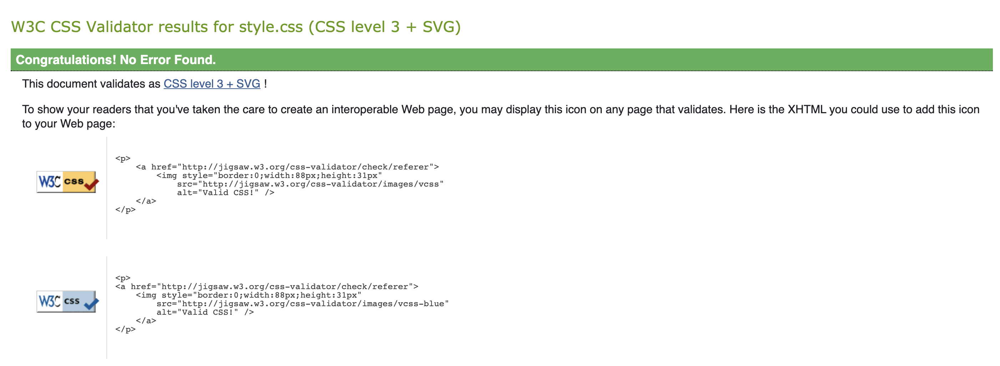 W3C CSS Validator results for style.css (CSS level 3 + SVG)
Congratulations! No Error Found.
This document validates as CSS level 3 + SVG !
To show your readers that you've taken the care to create an interoperable Web page, you may display this icon on any page that validates. Here is the XHTML you could use to add this icon
to your Web page:
W3C css
<p>
    <a href="http://jigsaw.w3.org/css-validator/check/referer">
        <img style="border:0;width:88px;height:31px"
            src="http://jigsaw.w3.org/css-validator/images/vcss"
            alt="Valid CSS!" />
    </a>
</p>
W3C css
<p>
<a href="http://jigsaw.w3.org/css-validator/check/referer">
    <img style="border:0;width:88px;height:31px"
        src="http://jigsaw.w3.org/css-validator/images/vcss-blue"
        alt="Valid CSS!" />
    </a>
</p>